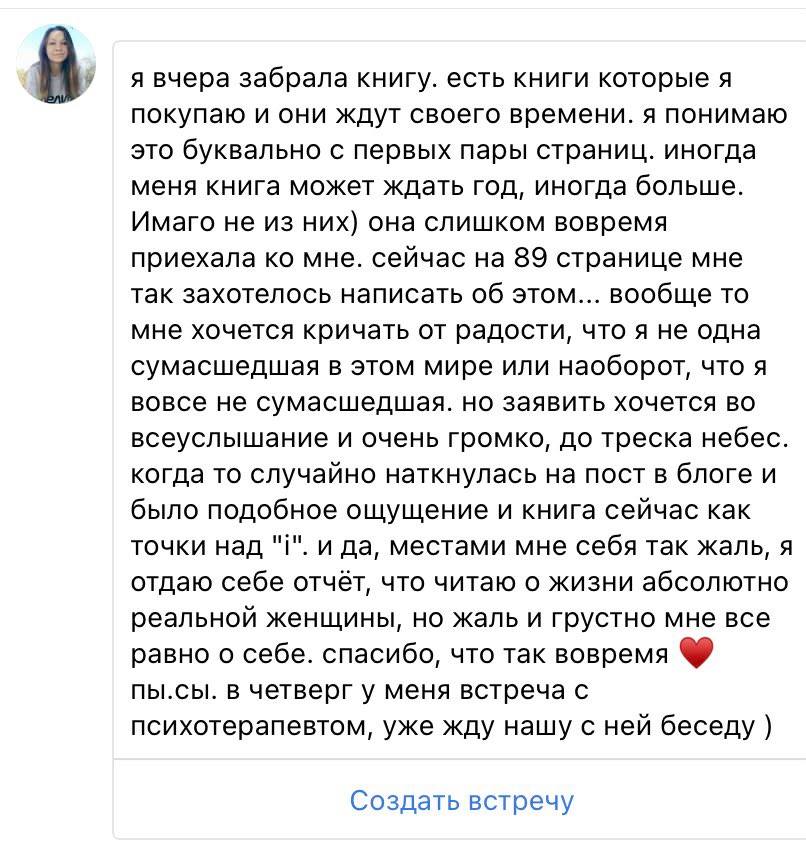 я вчера забрала книгу. есть книги которые я
покупаю и они ждут своего времени. я понимаю
это буквально с первых пары страниц. иногда
меня книга может ждать год, иногда больше.
Имаго не из них) она слишком вовремя
приехала ко мне. сейчас на 89 странице мне
так захотелось написать об этом... вообще то
мне хочется кричать от радости, что я не одна
сумасшедшая в этом мире или наоборот, что я
вовсе не сумасшедшая. но заявить хочется во
всеуслышание и очень громко, до треска небес.
когда то случайно наткнулась на пост в блоге и
было подобное ощущение и книга сейчас как
точки над "i". и да, местами мне себя так жаль, я
отдаю себе отчёт, что читаю о жизни абсолютно
реальной женщины, но жаль и грустно мне все
равно о себе. спасибо, что так вовремя ♥️
пы.сы. в четверг у меня встреча с
психотерапевтом, уже жду нашу с ней беседу )
Создать встречу